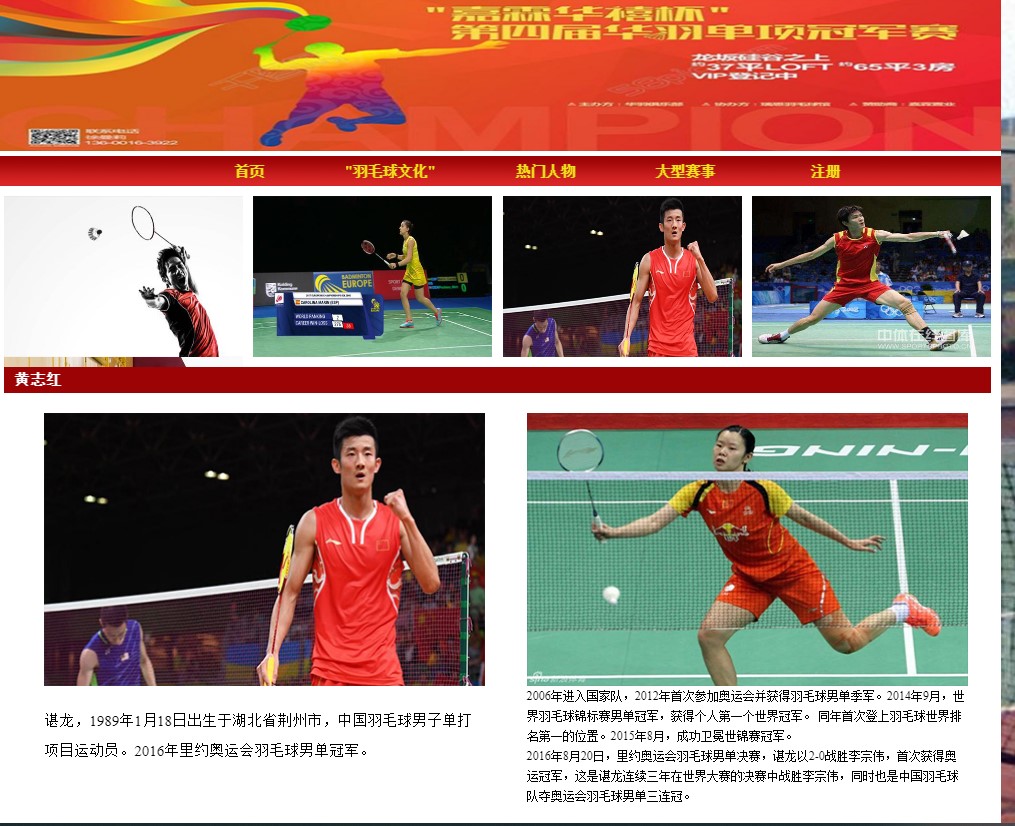 "嘉霖华禧杯"
第四届华羽单项冠军赛
龙坂硅谷之上
约37平LOFT 约65平3房
VIP登记中
CHAMPION
联系电话
136-0016-3922
首页 "羽毛球文化" 热门人物 大型赛事 注册
BADMINTON
EUROPE
CAROLINA MARIN (ESP)
WORLD RANKING
CAREER WIN-LOSS
黄志红
NING
谌龙，1989年1月18日出生于湖北省荆州市，中国羽毛球男子单打
项目运动员。2016年里约奥运会羽毛球男单冠军。
2006年进入国家队，2012年首次参加奥运会并获得羽毛球男单季军。2014年9月，世
界羽毛球锦标赛男单冠军，获得个人第一个世界冠军。 同年首次登上羽毛球世界排
名第一的位置。2015年8月，成功卫冕世锦赛冠军。
2016年8月20日，里约奥运会羽毛球男单决赛，谌龙以2-0战胜李宗伟，首次获得奥
运冠军，这是谌龙连续三年在世界大赛的决赛中战胜李宗伟，同时也是中国羽毛球
队夺奥运会羽毛球男单三连冠。